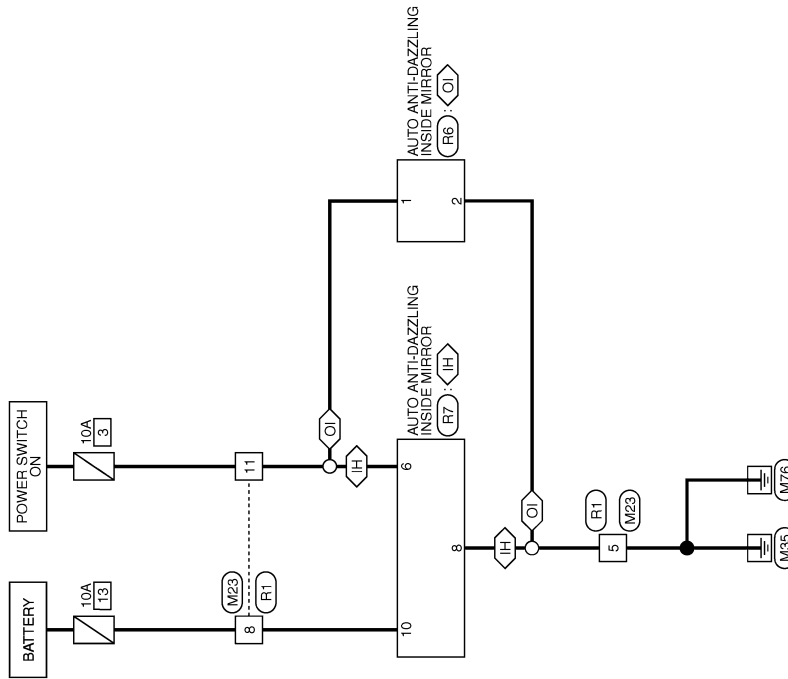 BATTERY
POWER SWITCH
ON
10A
13
10A
3
M23
8
R1
11
OI
IH
10
6
AUTO ANTI-DAZZLING
INSIDE MIRROR
R7 : IH
8
1
AUTO ANTI-DAZZLING
INSIDE MIRROR
R6 : OI
2
IH
OI
R1
5
M23
M35
M76